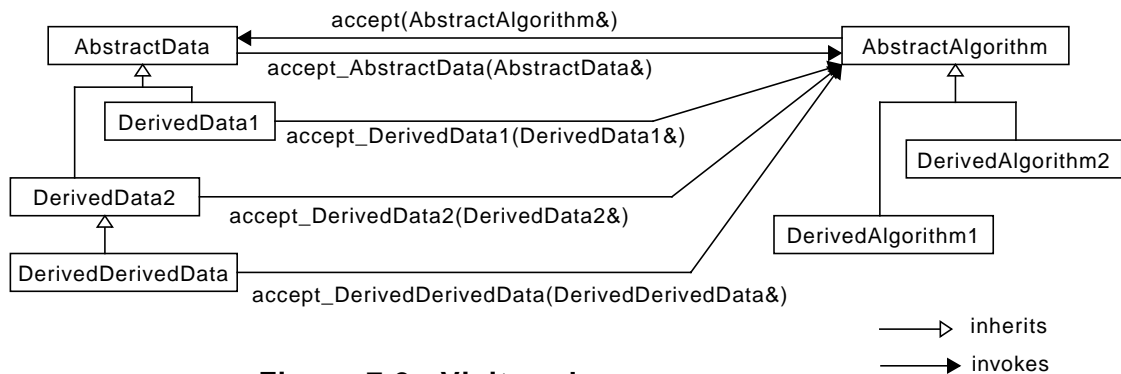 accept(AbstractAlgorithm&)
AbstractData
AbstractAlgorithm
accept_AbstractData(AbstractData&)
DerivedData1
accept_DerivedData1(DerivedData1&)
DerivedAlgorithm2
DerivedData2
accept_DerivedData2(DerivedData2&)
DerivedAlgorithm1
DerivedDerivedData
accept_DerivedDerivedData(DerivedDerivedData&)
inherits
invokes